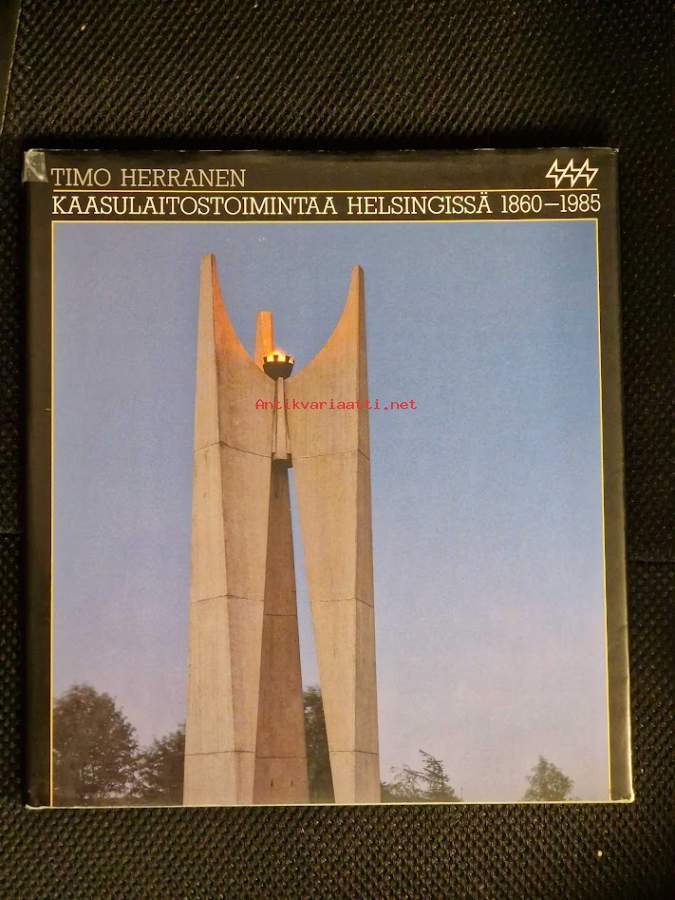 TIMO HERRANEN
KAASULAITOSTOIMINTAA HELSINGISSÄ 1860–1985
Antikvariaatti.net